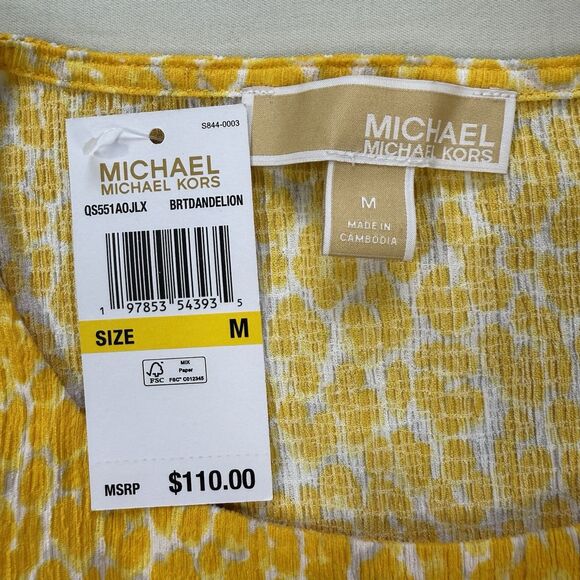 S844-0003
MICHAEL
MICHAEL KORS
QS551AOJLX BRTDANDELION
1 97853 54393 5
SIZE M
FSC
MIX
Paper
FSC® C012345
MSRP $110.00
MICHAEL
MICHAEL KORS
M
MADE IN
CAMBODIA